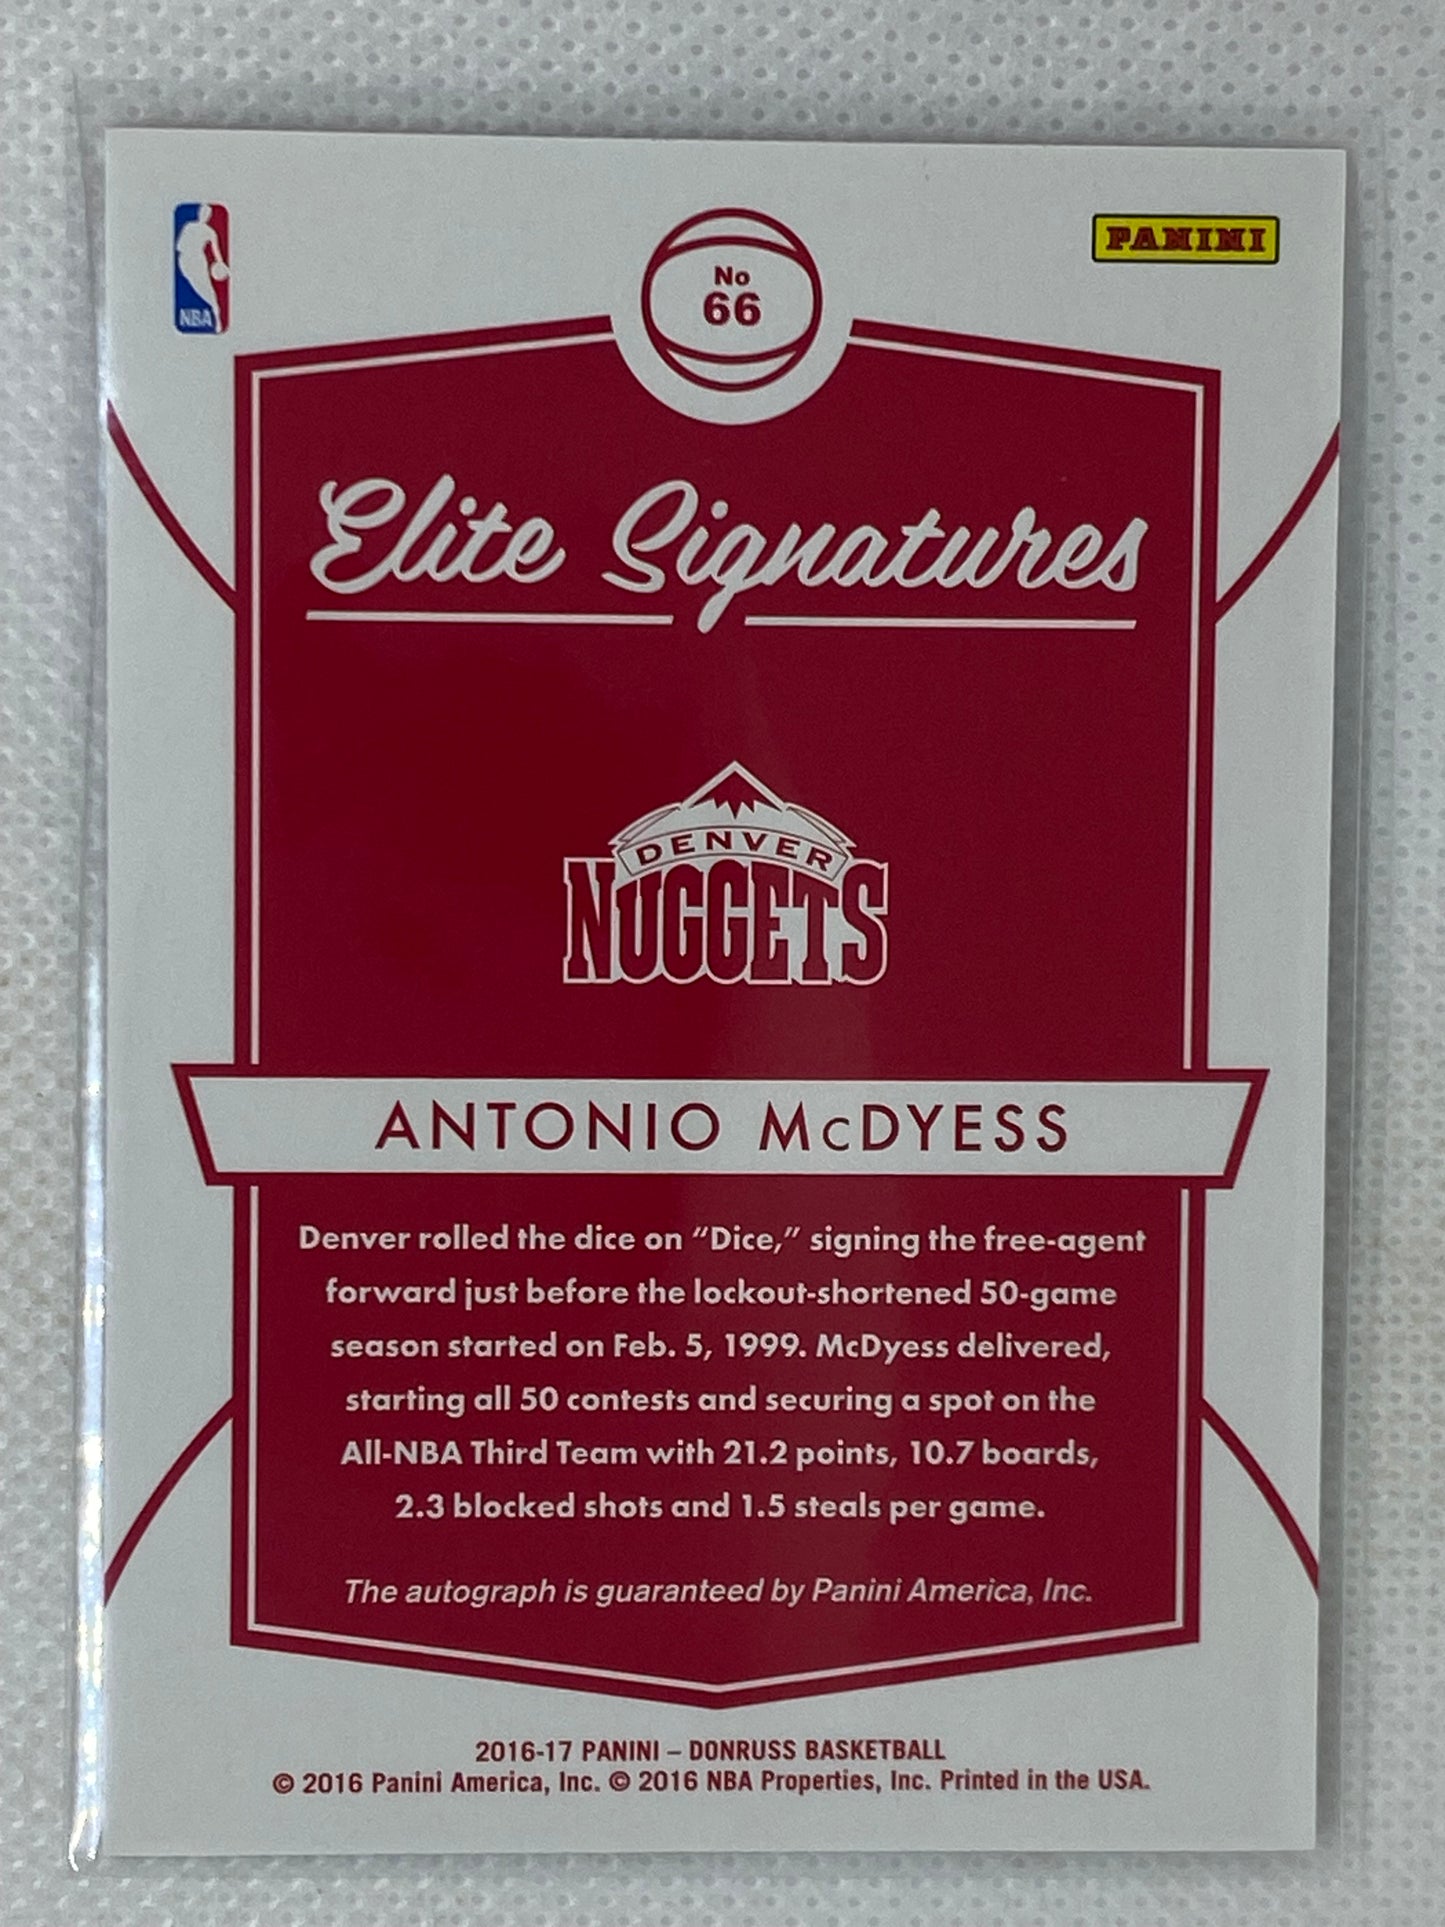 NBA
No
66
PANINI
Elite Signatures
DENVER
NUGGETS
ANTONIO McDYESS
Denver rolled the dice on “Dice,” signing the free-agent
forward just before the lockout-shortened 50-game
season started on Feb. 5, 1999. McDyess delivered,
starting all 50 contests and securing a spot on the
All-NBA Third Team with 21.2 points, 10.7 boards,
2.3 blocked shots and 1.5 steals per game.
The autograph is guaranteed by Panini America, Inc.
2016-17 PANINI – DONRUSS BASKETBALL
© 2016 Panini America, Inc. © 2016 NBA Properties, Inc. Printed in the USA.